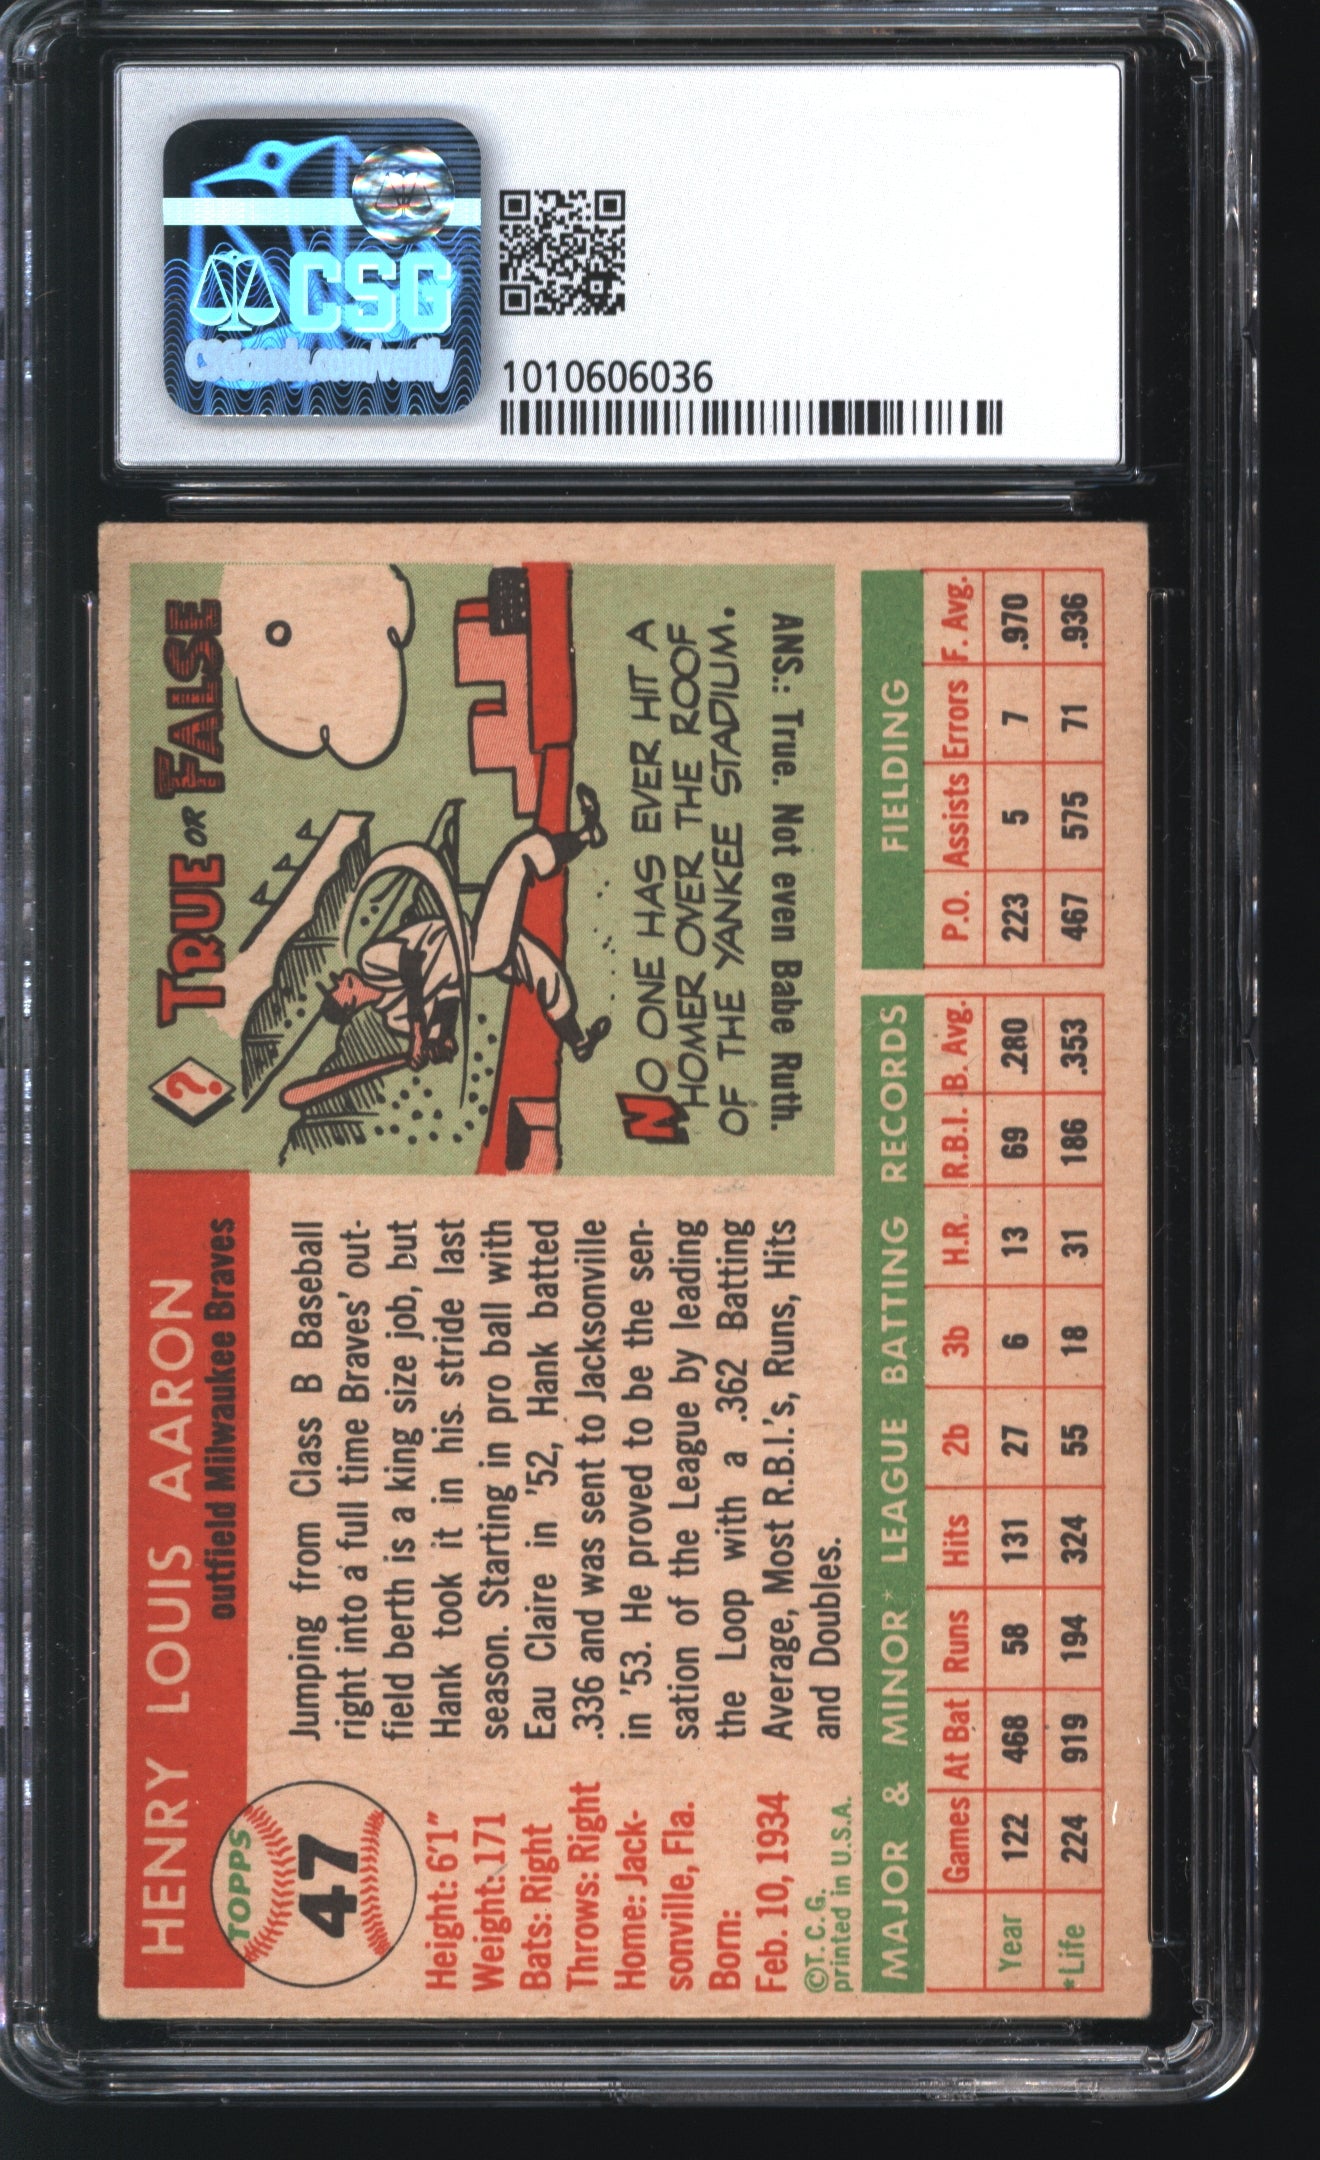 CSG
CSGcards.com/verify
1010606036
HENRY LOUIS AARON
outfield Milwaukee Braves
TOPPS
47
Height: 6'1"
Weight: 171
Bats: Right
Throws: Right
Home: Jack-
sonville, Fla.
Born:
Feb. 10, 1934
©T. C. G.
printed in U.S.A.
Jumping from Class B Baseball
right into a full time Braves' out-
field berth is a king size job, but
Hank took it in his stride last
season. Starting in pro ball with
Eau Claire in '52, Hank batted
.336 and was sent to Jacksonville
in '53. He proved to be the sen-
sation of the League by leading
the Loop with a .362 Batting
Average, Most R.B.I.'s, Runs, Hits
and Doubles.
? TRUE OR FALSE
NO ONE HAS EVER HIT A
HOMER OVER THE ROOF
OF THE YANKEE STADIUM.
ANS.: True. Not even Babe Ruth.
MAJOR & MINOR* LEAGUE BATTING RECORDS FIELDING
Games At Bat Runs Hits 2b 3b H.R. R.B.I. B. Avg. P.O. Assists Errors F. Avg.
Year 122 468 58 131 27 6 13 69 .280 223 5 7 .970
*Life 224 919 194 324 55 18 31 186 .353 467 575 71 .936